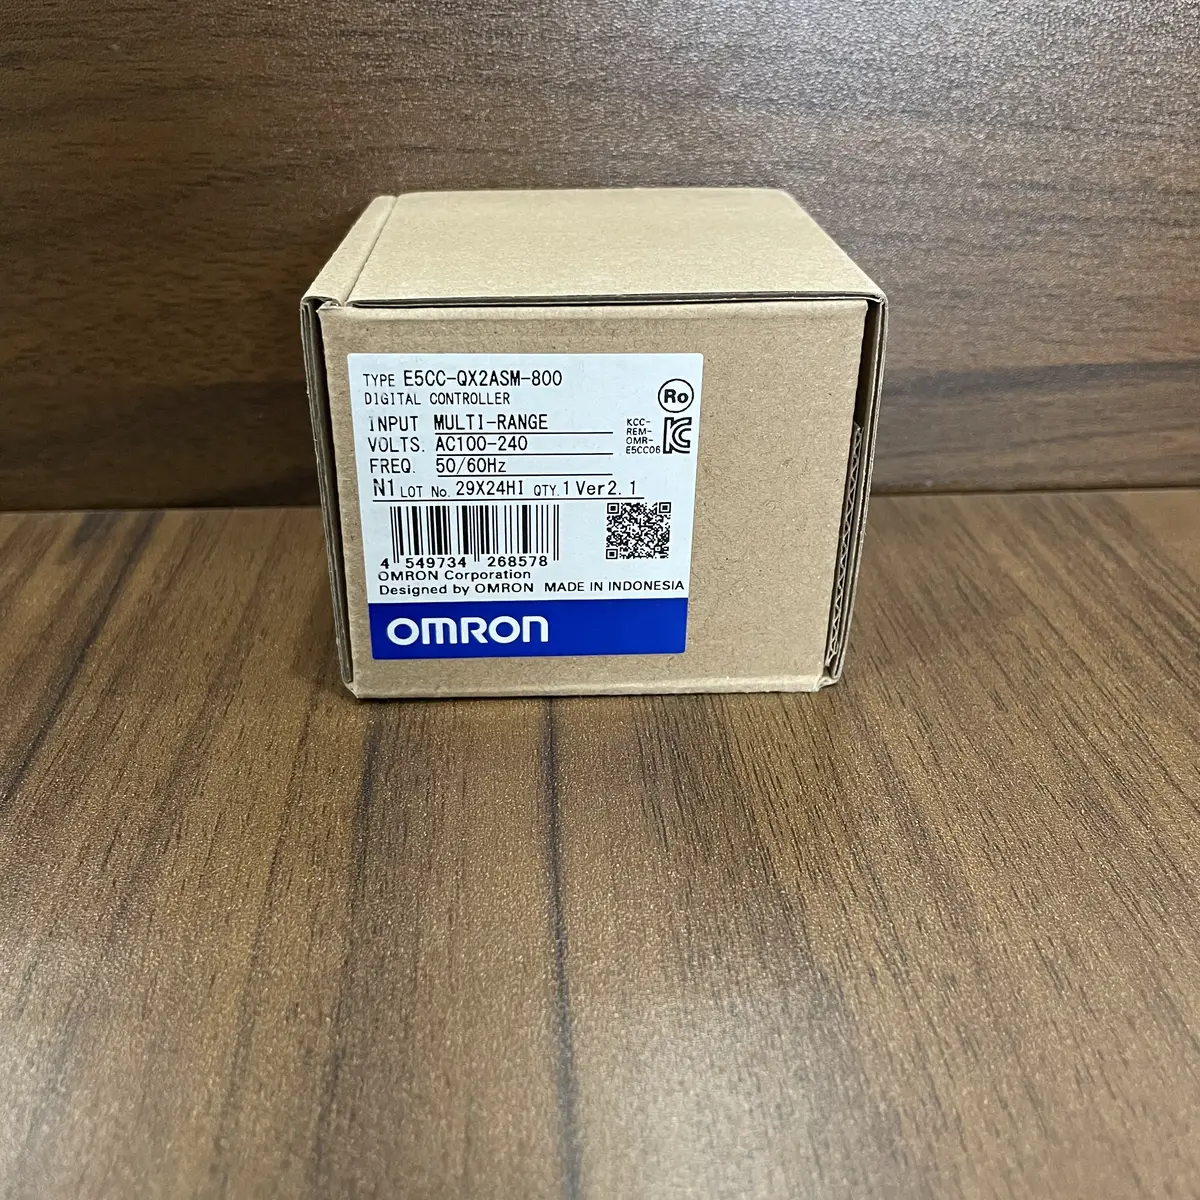 TYPE E5CC-QX2ASM-800
DIGITAL CONTROLLER
Ro
INPUT MULTI-RANGE
VOLTS. AC100-240
FREQ. 50/60Hz
KCC-
REM-
OMR-
E5CC06
N1 LOT No. 29X24HI QTY. 1 Ver2.1
4 549734 268578
OMRON Corporation
Designed by OMRON MADE IN INDONESIA
OMRON